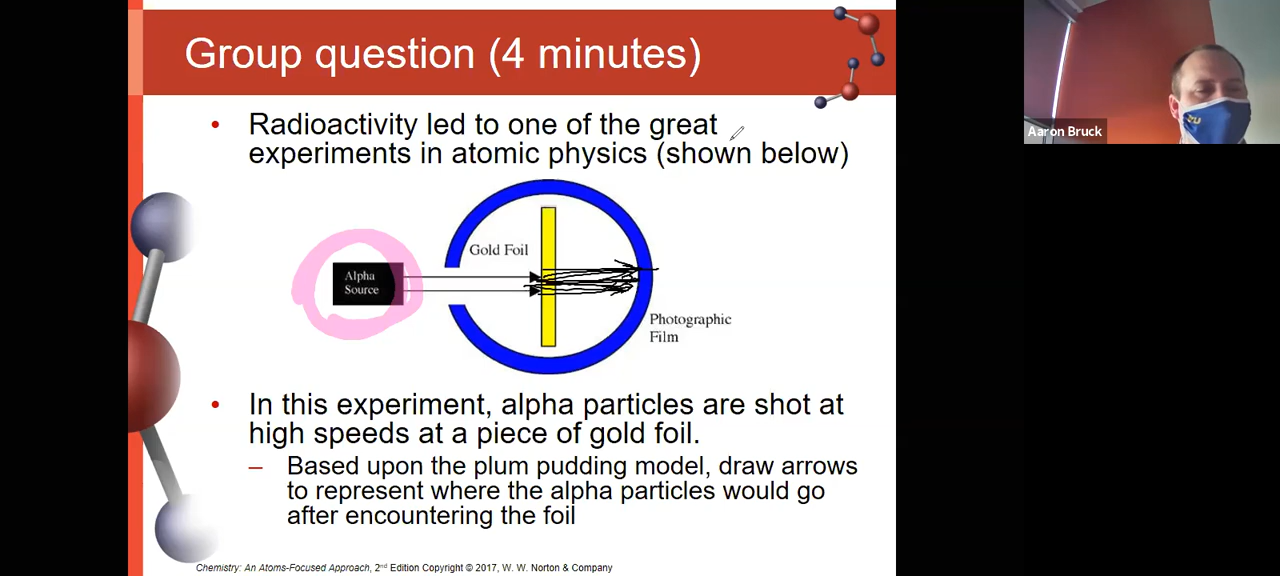 Group question (4 minutes)
• Radioactivity led to one of the great
experiments in atomic physics (shown below)
Gold Foil
Alpha
Source
Photographic
Film
• In this experiment, alpha particles are shot at
high speeds at a piece of gold foil.
– Based upon the plum pudding model, draw arrows
to represent where the alpha particles would go
after encountering the foil
Chemistry: An Atoms-Focused Approach, 2nd Edition Copyright © 2017, W. W. Norton & Company
Aaron Bruck